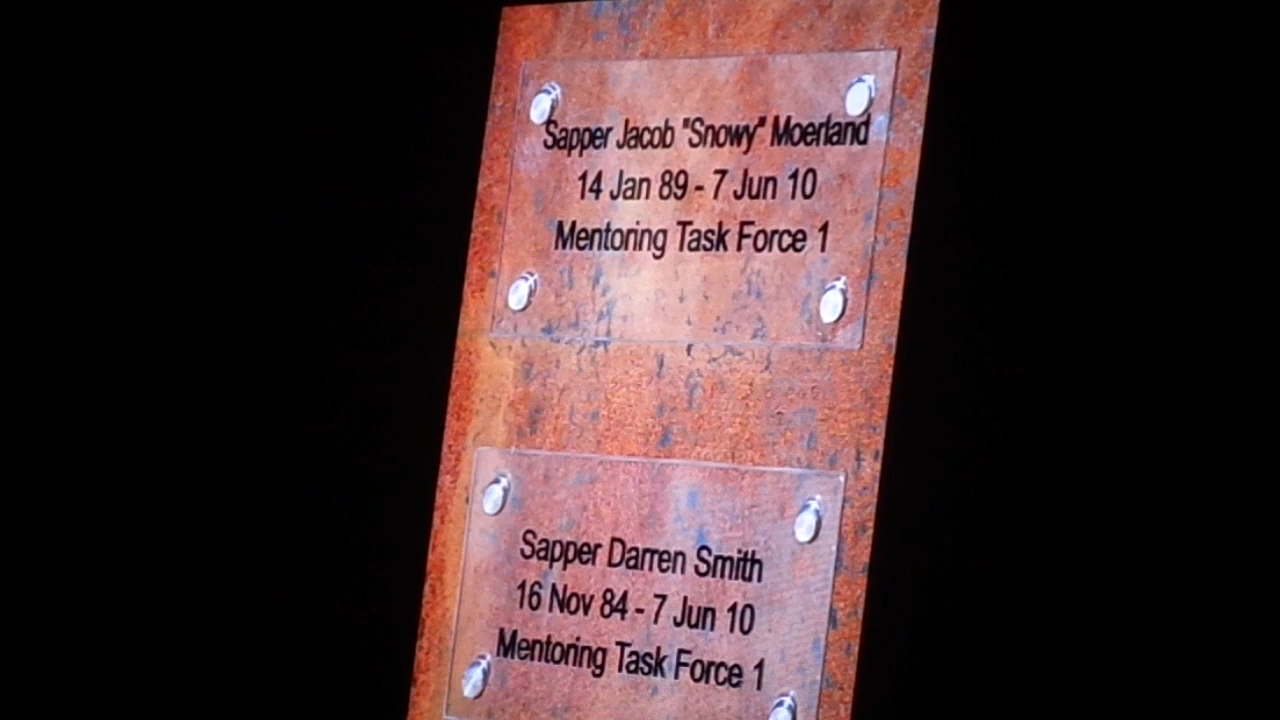 Sapper Jacob "Snowy" Moerland
14 Jan 89 - 7 Jun 10
Mentoring Task Force 1
Sapper Darren Smith
16 Nov 84 - 7 Jun 10
Mentoring Task Force 1